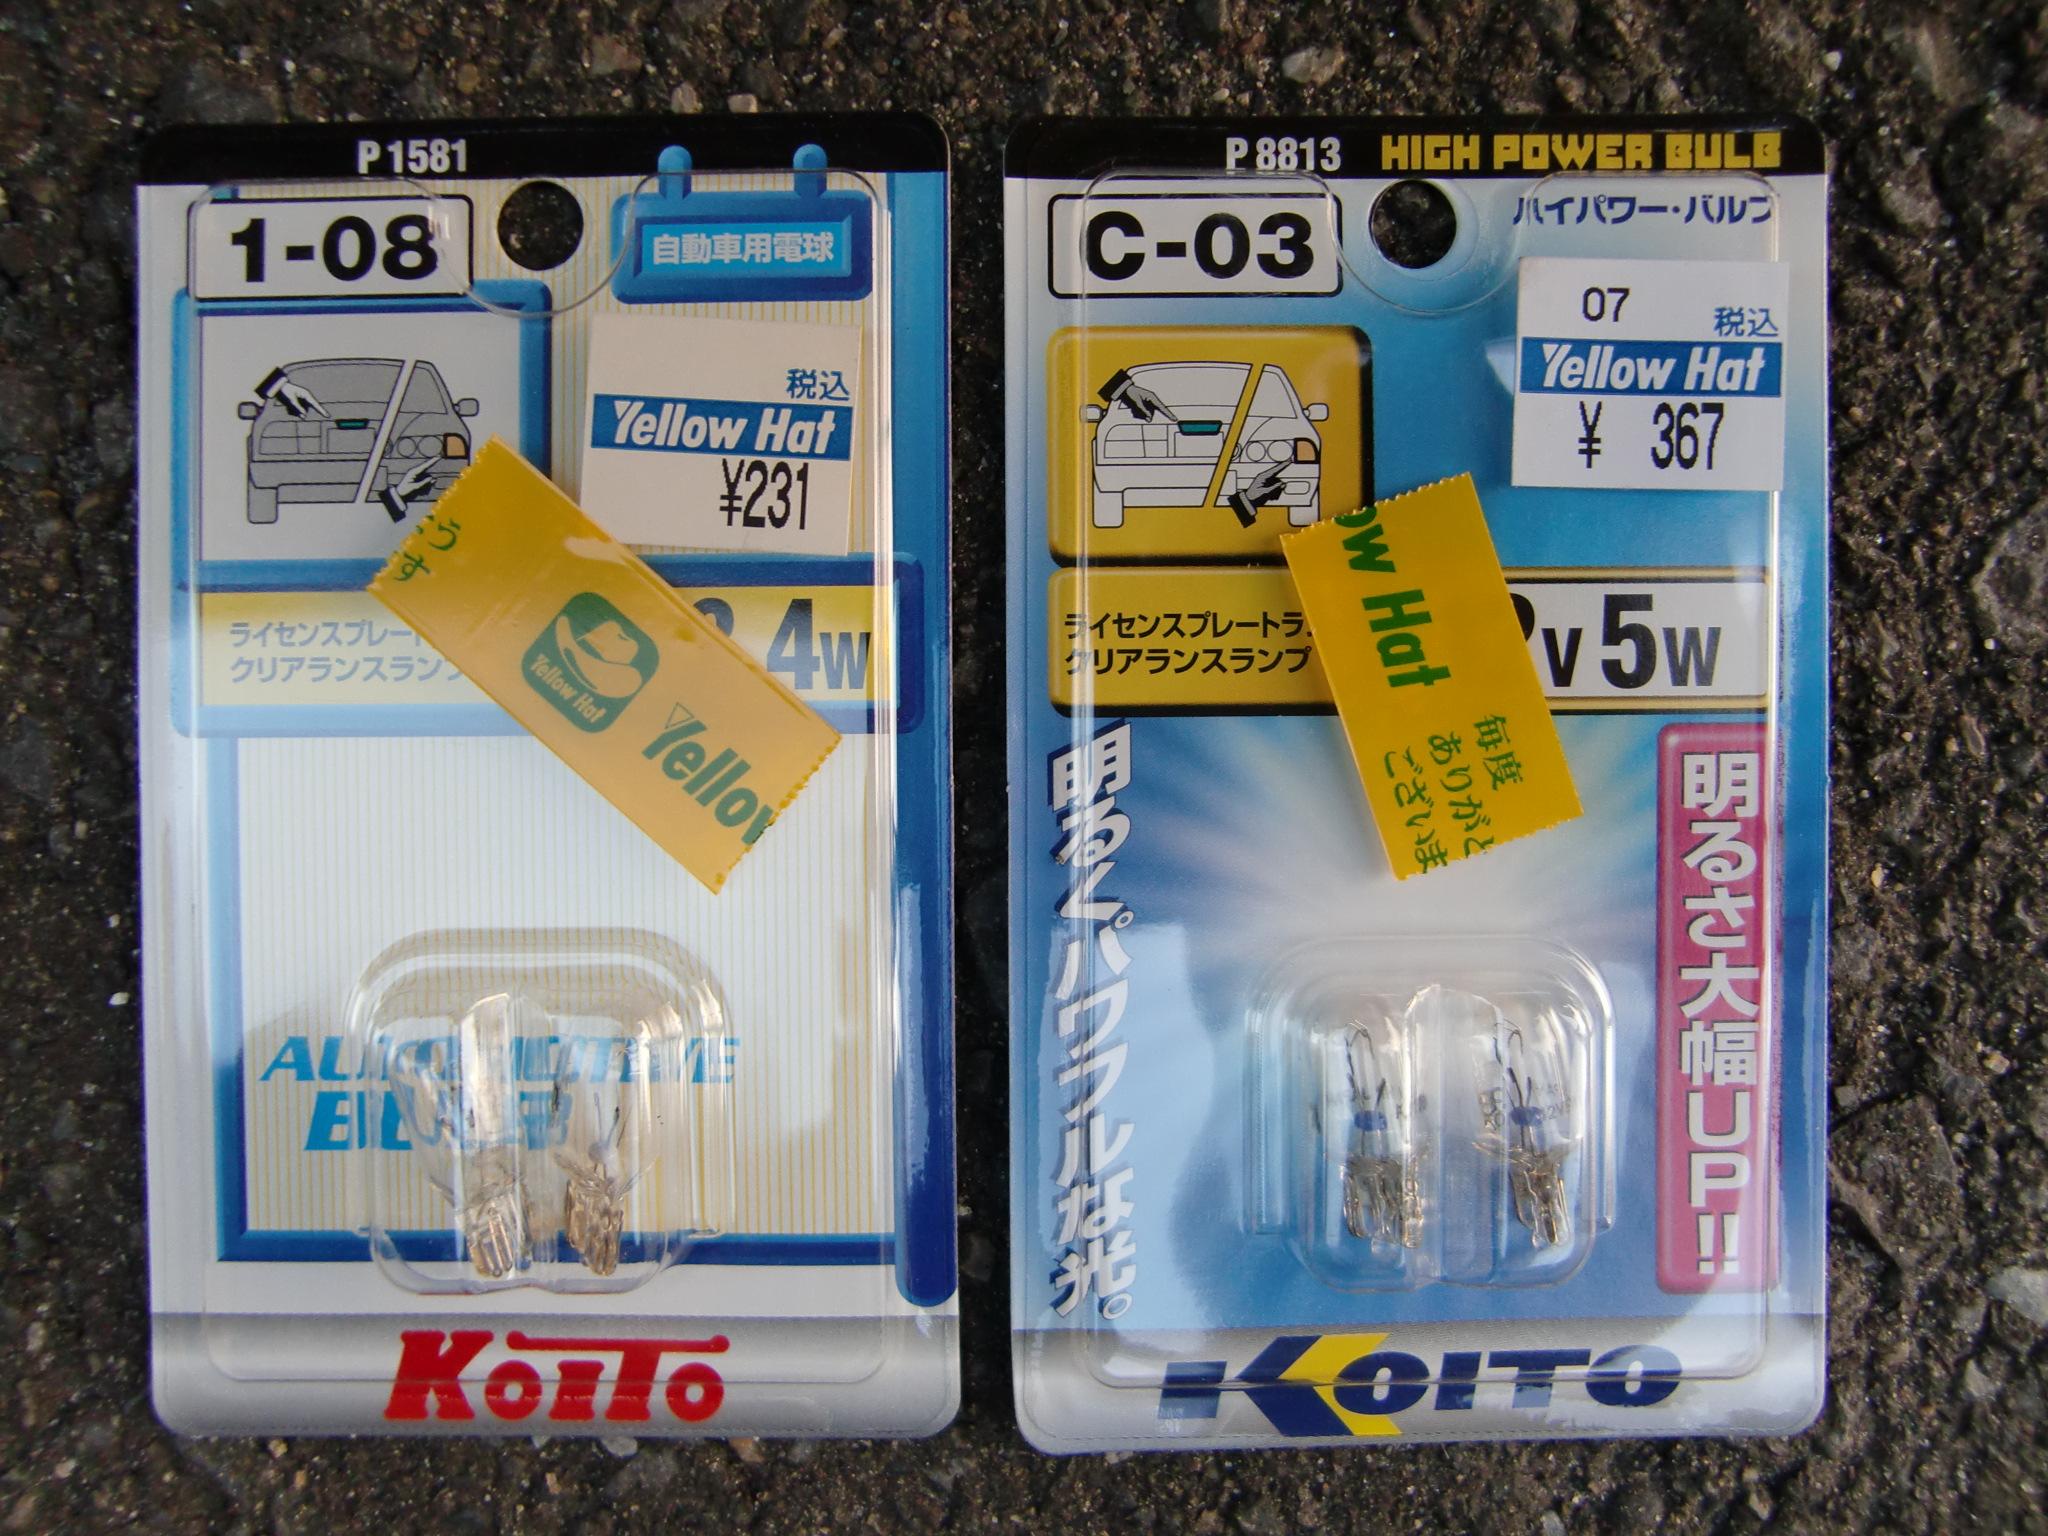 P 1581
1-08
自動車用電球
税込
Yellow Hat
¥231
ライセンスプレート
クリアランスランプ
4W
Yellow Hat
Yellow
AUTOMOTIVE
BULB
KOITO
P 8813 HIGH POWER BULB
C-03
ハイパワー・バルブ
07
税込
Yellow Hat
¥ 367
ライセンスプレートラ
クリアランスランプ
V 5W
ow Hat
毎度
ありがと
ございま
明るくパワフルな光。
明るさ大幅UP!!
KOITO